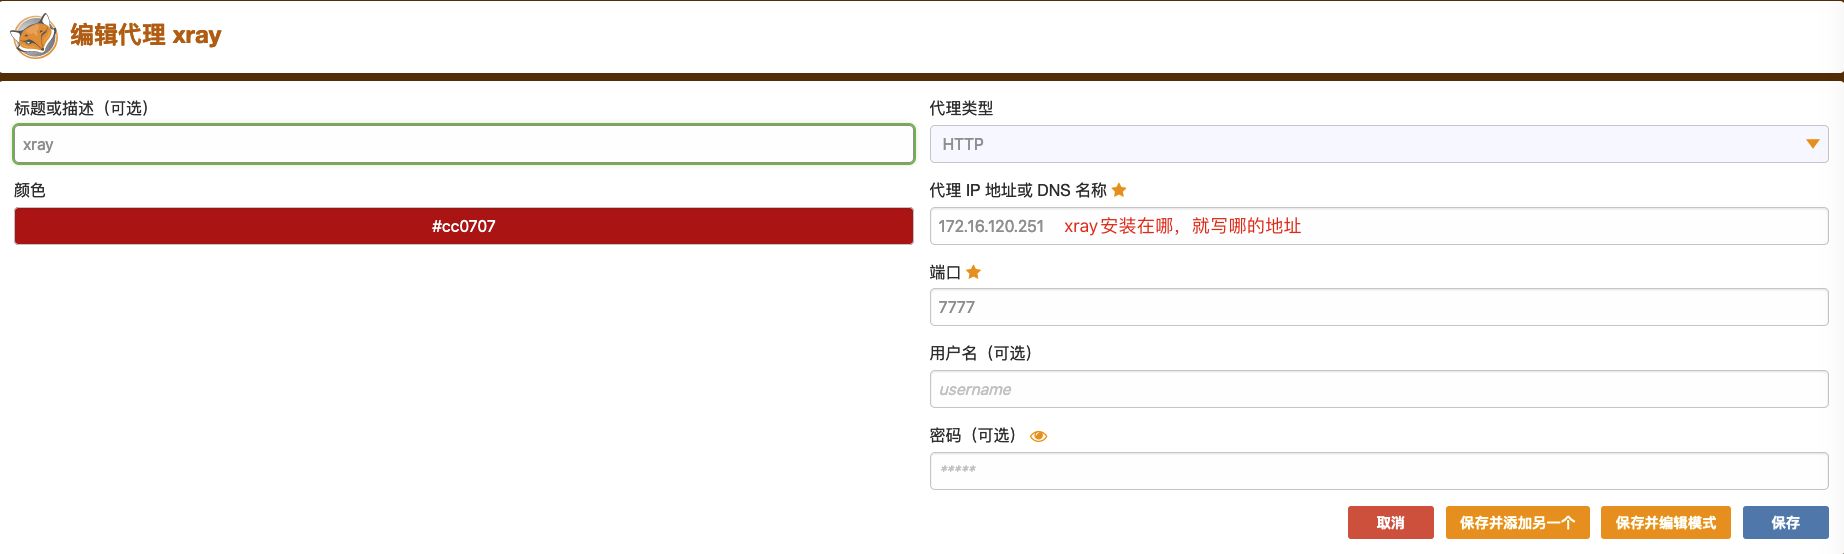 编辑代理 xray
标题或描述（可选）
xray
颜色
#cc0707
代理类型
HTTP
代理 IP 地址或 DNS 名称
172.16.120.251 xray安装在哪，就写哪的地址
端口
7777
用户名（可选）
username
密码（可选）
*****
取消 保存并添加另一个 保存并编辑模式 保存